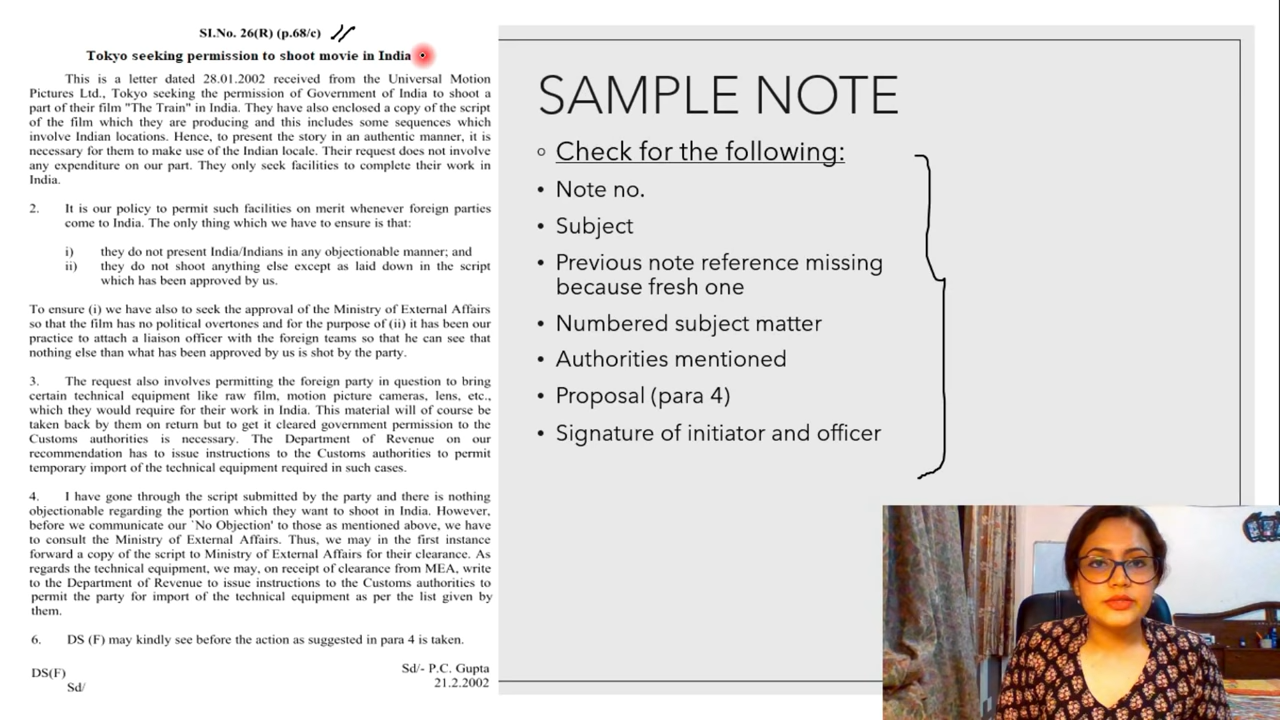 SI.No. 26(R) (p.68/c)
Tokyo seeking permission to shoot movie in India
This is a letter dated 28.01.2002 received from the Universal Motion
Pictures Ltd., Tokyo seeking the permission of Government of India to shoot a
part of their film "The Train" in India. They have also enclosed a copy of the script
of the film which they are producing and this includes some sequences which
involve Indian locations. Hence, to present the story in an authentic manner, it is
necessary for them to make use of the Indian locale. Their request does not involve
any expenditure on our part. They only seek facilities to complete their work in
India.
2. It is our policy to permit such facilities on merit whenever foreign parties
come to India. The only thing which we have to ensure is that:
i) they do not present India/Indians in any objectionable manner; and
ii) they do not shoot anything else except as laid down in the script
which has been approved by us.
To ensure (i) we have also to seek the approval of the Ministry of External Affairs
so that the film has no political overtones and for the purpose of (ii) it has been our
practice to attach a liaison officer with the foreign teams so that he can see that
nothing else than what has been approved by us is shot by the party.
3. The request also involves permitting the foreign party in question to bring
certain technical equipment like raw film, motion picture cameras, lens, etc.,
which they would require for their work in India. This material will of course be
taken back by them on return but to get it cleared government permission to the
Customs authorities is necessary. The Department of Revenue on our
recommendation has to issue instructions to the Customs authorities to permit
temporary import of the technical equipment required in such cases.
4. I have gone through the script submitted by the party and there is nothing
objectionable regarding the portion which they want to shoot in India. However,
before we communicate our `No Objection' to those as mentioned above, we have
to consult the Ministry of External Affairs. Thus, we may in the first instance
forward a copy of the script to Ministry of External Affairs for their clearance. As
regards the technical equipment, we may, on receipt of clearance from MEA, write
to the Department of Revenue to issue instructions to the Customs authorities to
permit the party for import of the technical equipment as per the list given by
them.
6. DS (F) may kindly see before the action as suggested in para 4 is taken.
Sd/- P.C. Gupta
21.2.2002
DS(F)
Sd/
SAMPLE NOTE
Check for the following:
• Note no.
• Subject
• Previous note reference missing
because fresh one
• Numbered subject matter
• Authorities mentioned
• Proposal (para 4)
• Signature of initiator and officer